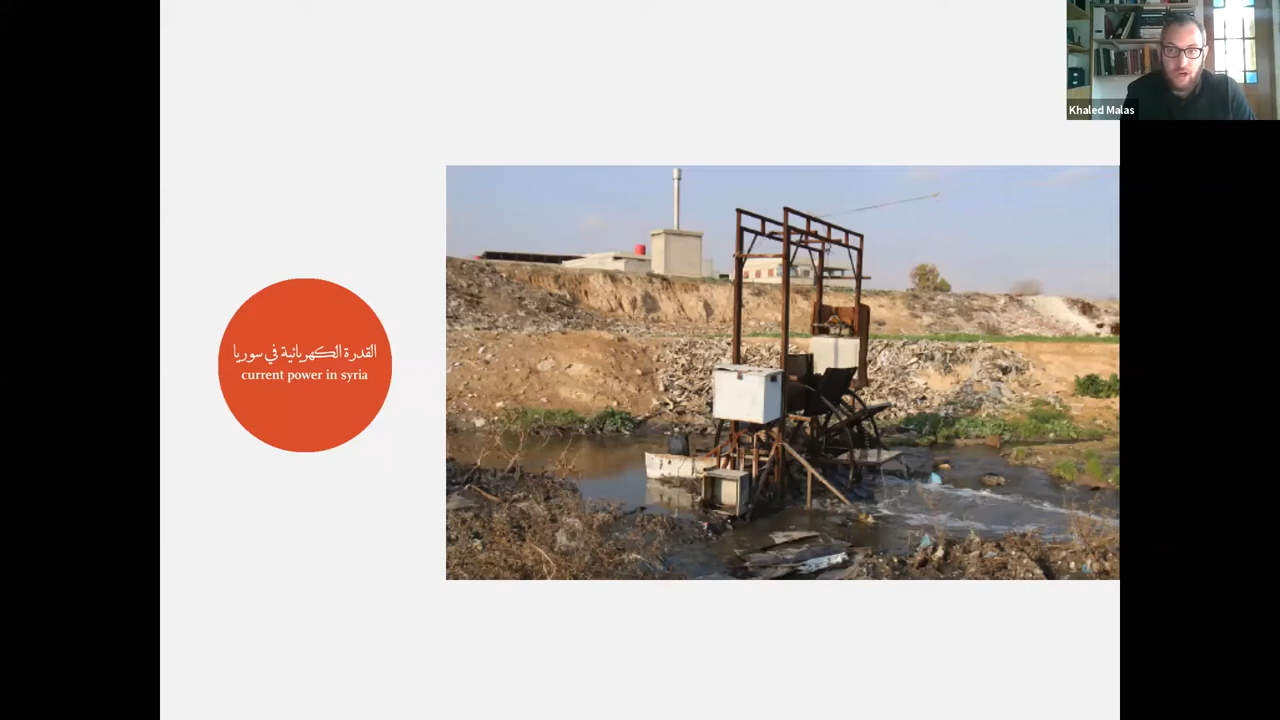 Khaled Malas
القدرة الكهربائية في سوريا
current power in syria